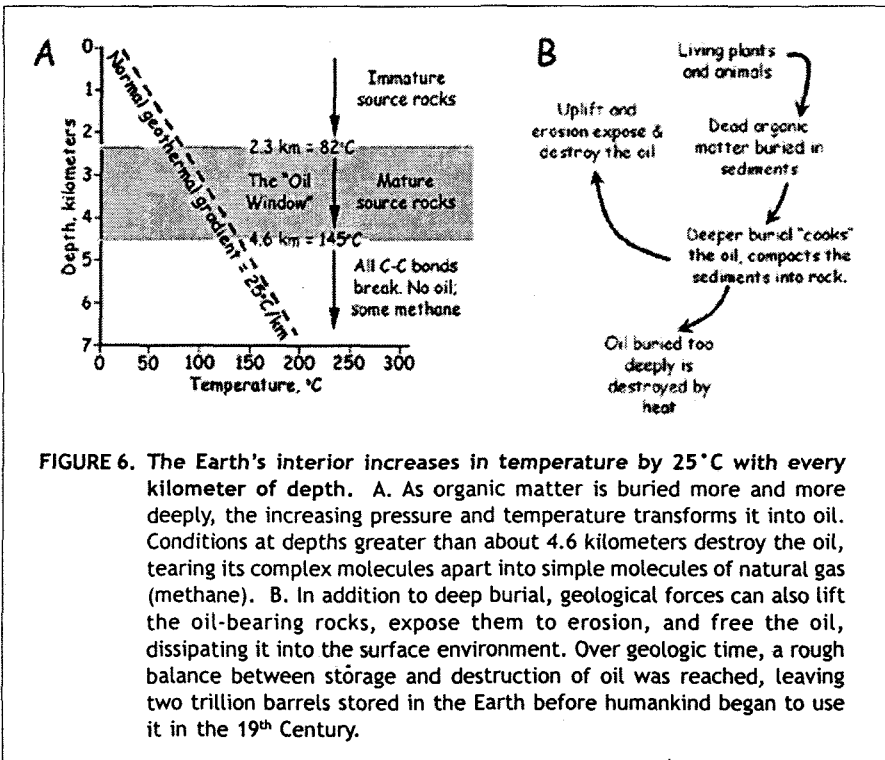 A
0
1
2
3
4
5
6
7
Depth, kilometers
Normal geothermal gradient = 25°C/km
Immature
source rocks
2.3 km = 82°C
The "Oil
Window"
Mature
source rocks
4.6 km = 145°C
All C-C bonds
break. No oil;
some methane
0 50 100 150 200 250 300
Temperature, °C
B
Living plants
and animals
Dead organic
matter buried in
sediments
Uplift and
erosion expose &
destroy the oil
Deeper burial "cooks"
the oil, compacts the
sediments into rock.
Oil buried too
deeply is
destroyed by
heat
FIGURE 6. The Earth's interior increases in temperature by 25°C with every
kilometer of depth. A. As organic matter is buried more and more
deeply, the increasing pressure and temperature transforms it into oil.
Conditions at depths greater than about 4.6 kilometers destroy the oil,
tearing its complex molecules apart into simple molecules of natural gas
(methane). B. In addition to deep burial, geological forces can also lift
the oil-bearing rocks, expose them to erosion, and free the oil,
dissipating it into the surface environment. Over geologic time, a rough
balance between storage and destruction of oil was reached, leaving
two trillion barrels stored in the Earth before humankind began to use
it in the 19th Century.